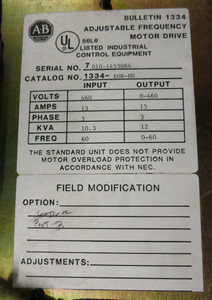 BULLETIN 1334
AB
UL
ADJUSTABLE FREQUENCY
MOTOR DRIVE
56L6
LISTED INDUSTRIAL
CONTROL EQUIPMENT
SERIAL NO. 7
CATALOG NO. 1334-
INPUT OUTPUT
VOLTS 460 0-460
AMPS 13 15
PHASE 3 3
KVA 10.3 12
FREQ 60 0-60
THE STANDARD UNIT DOES NOT PROVIDE
MOTOR OVERLOAD PROTECTION IN
ACCORDANCE WITH NEC.
FIELD MODIFICATION
OPTION:
ADJUSTMENTS: